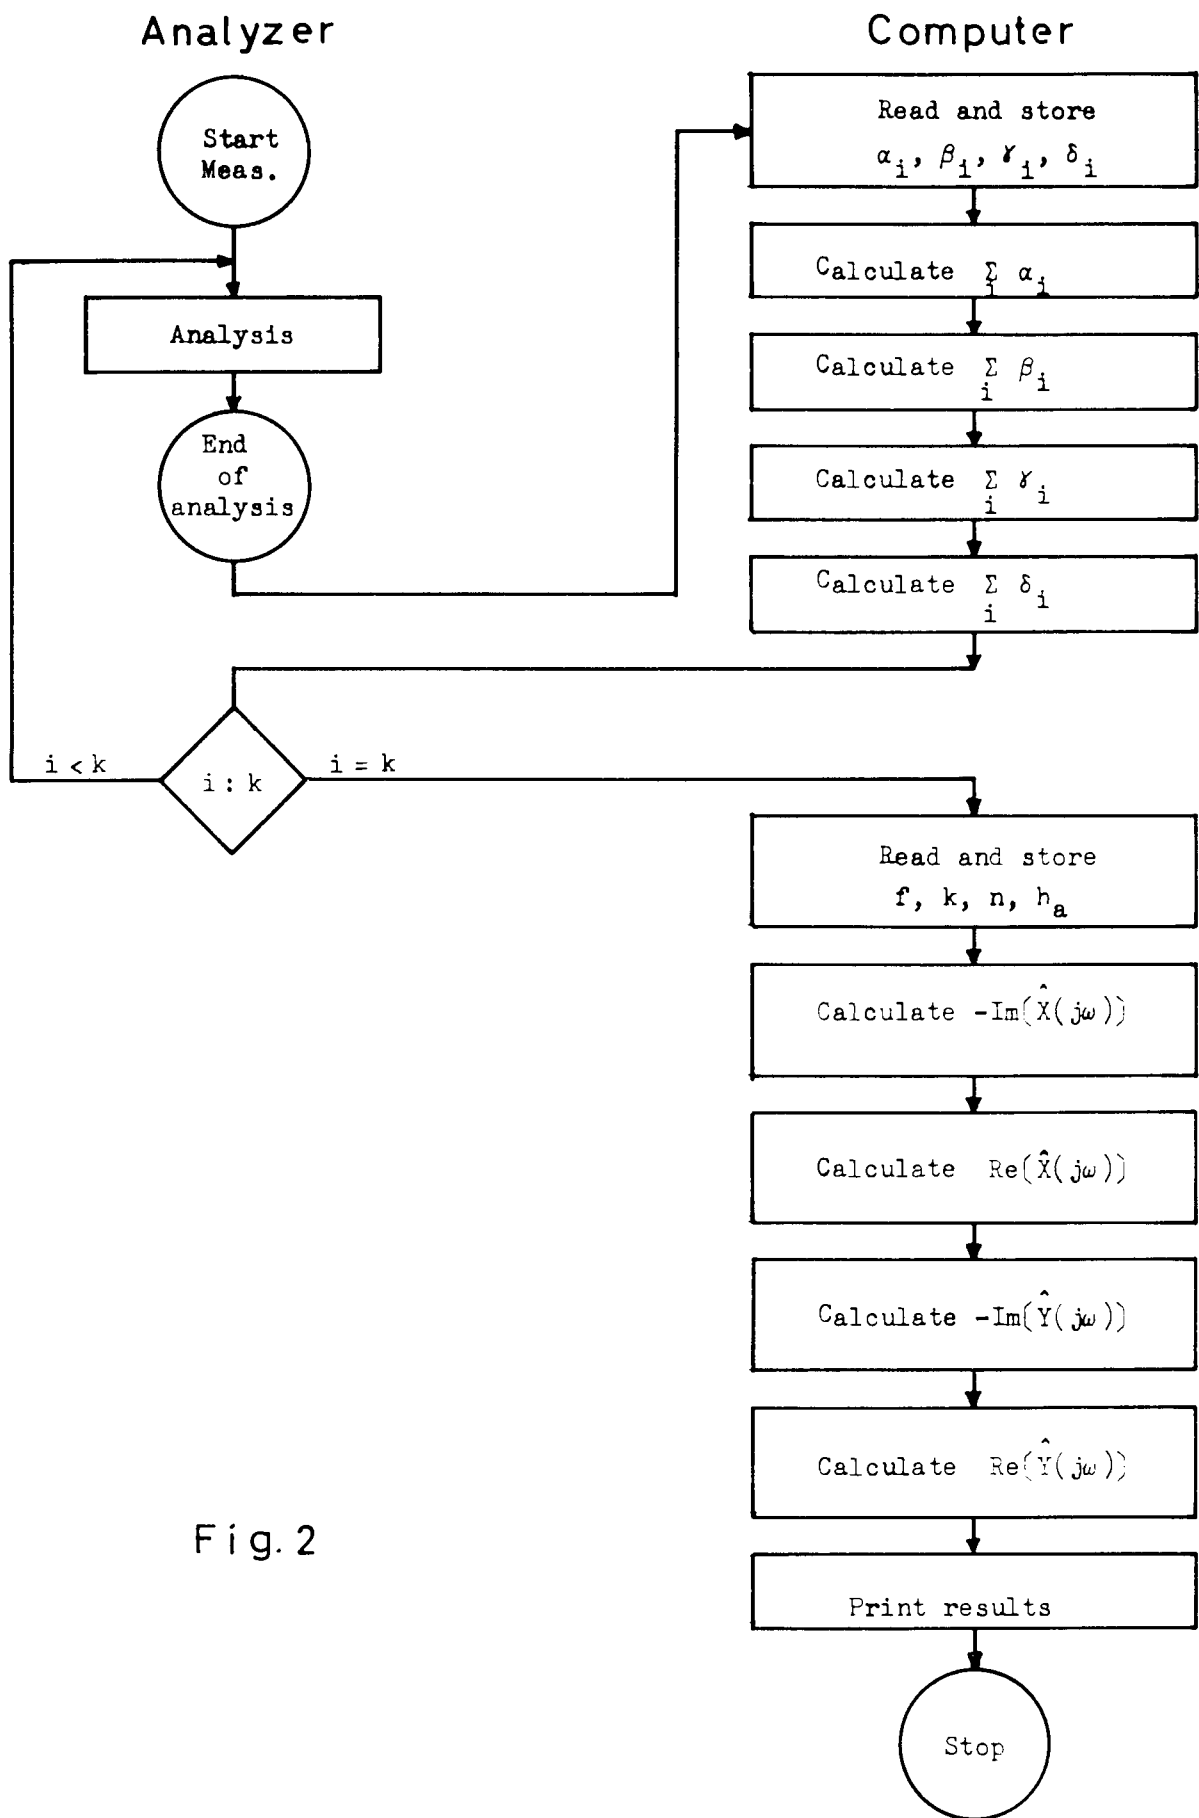 Analyzer
Start
Meas.
Analysis
End
of
analysis
Computer
Read and store
αᵢ, βᵢ, γᵢ, δᵢ
Calculate Σᵢ αᵢ
Calculate Σᵢ βᵢ
Calculate Σᵢ γᵢ
Calculate Σᵢ δᵢ
i < k
i : k
i = k
Read and store
f, k, n, hₐ
Calculate -Im(X̂(jω))
Calculate Re(X̂(jω))
Calculate -Im(Ŷ(jω))
Calculate Re(Ŷ(jω))
Print results
Stop
Fig. 2